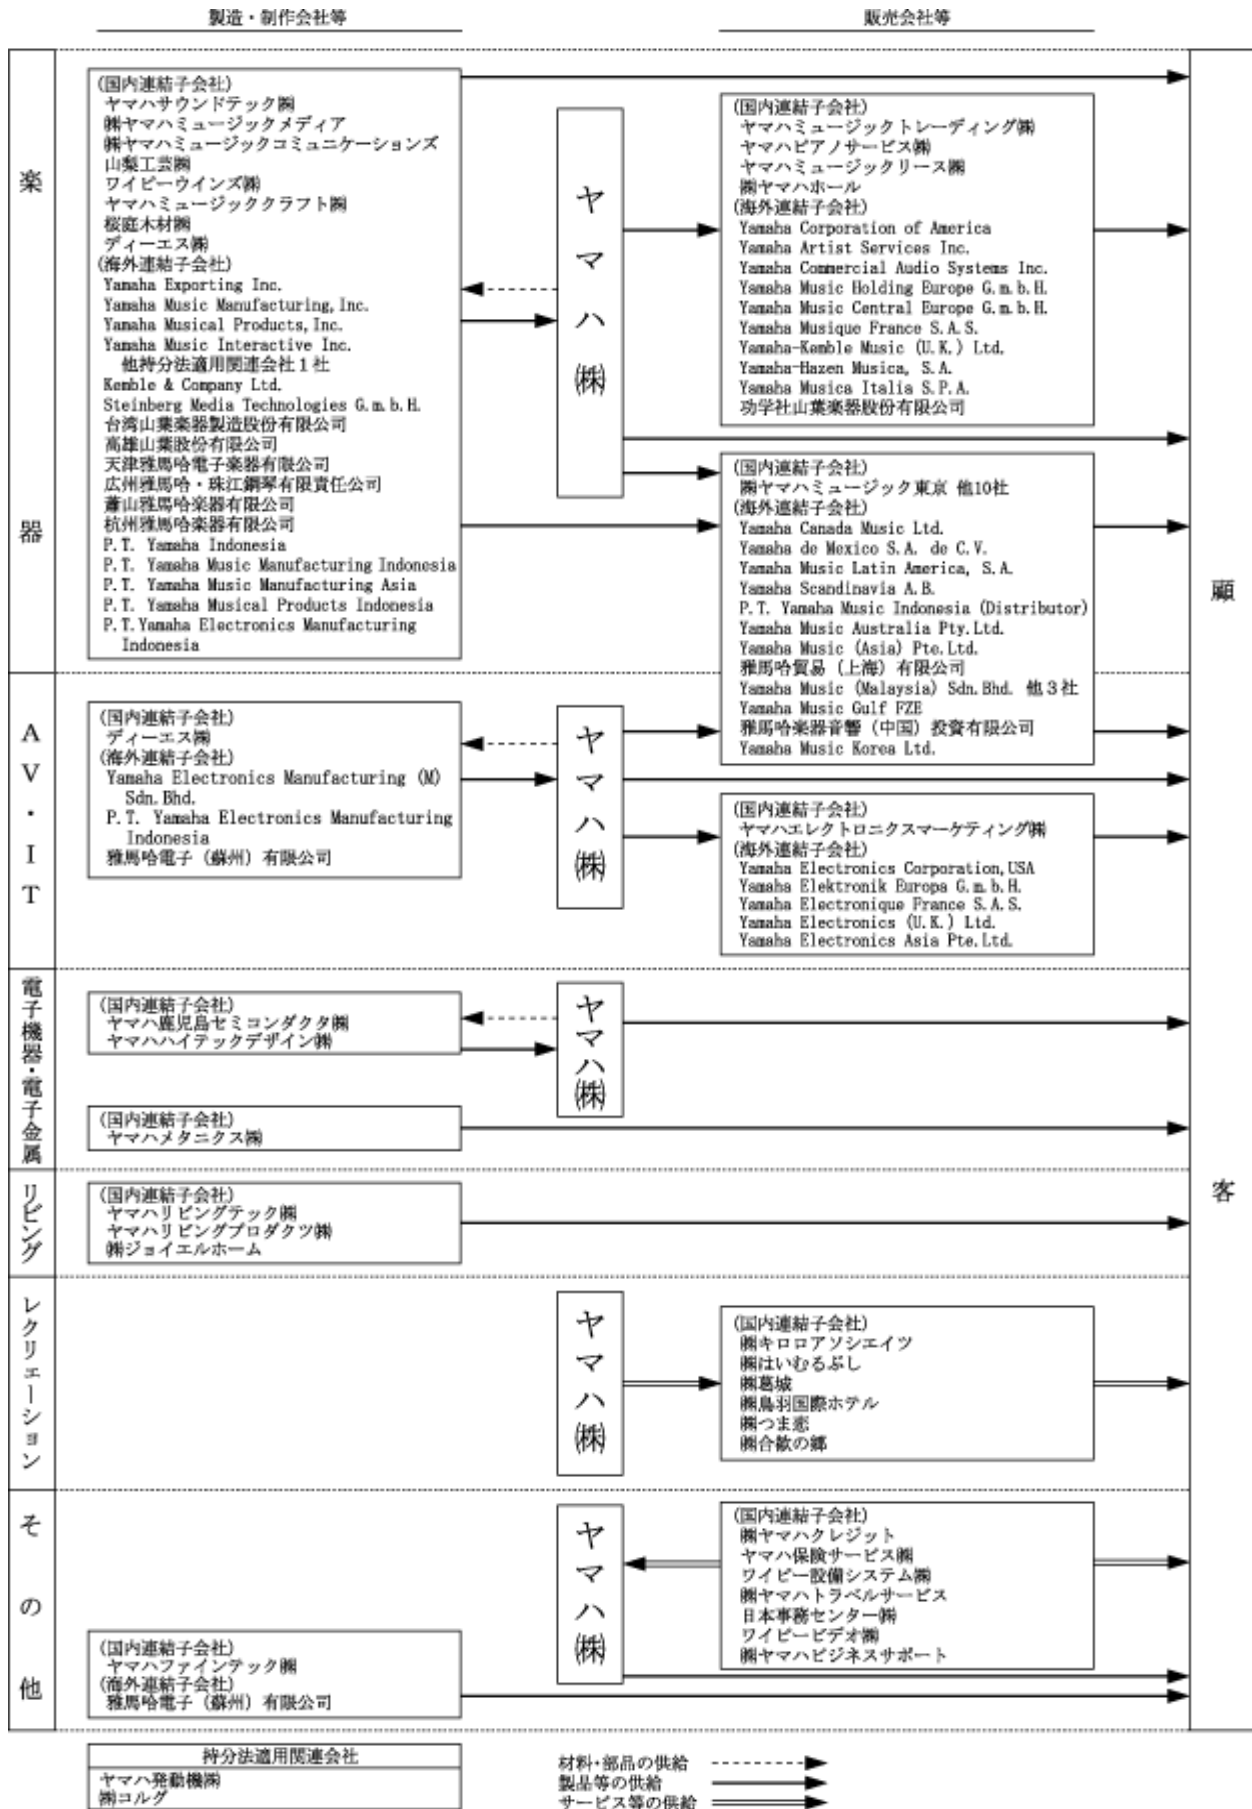 製造・制作会社等
販売会社等
楽器
(国内連結子会社)
ヤマハサウンドテック㈱
㈱ヤマハミュージックメディア
㈱ヤマハミュージックコミュニケーションズ
山梨工芸㈱
ワイピーウインズ㈱
ヤマハミュージッククラフト㈱
桜庭木材㈱
ディーエス㈱
(海外連結子会社)
Yamaha Exporting Inc.
Yamaha Music Manufacturing, Inc.
Yamaha Musical Products, Inc.
Yamaha Music Interactive Inc.
他持分法適用関連会社1社
Kemble & Company Ltd.
Steinberg Media Technologies G.m.b.H.
台湾山葉楽器製造股份有限公司
高雄山葉股份有限公司
天津雅馬哈電子楽器有限公司
広州雅馬哈・珠江鋼琴有限責任公司
蕭山雅馬哈楽器有限公司
杭州雅馬哈楽器有限公司
P.T. Yamaha Indonesia
P.T. Yamaha Music Manufacturing Indonesia
P.T. Yamaha Music Manufacturing Asia
P.T. Yamaha Musical Products Indonesia
P.T.Yamaha Electronics Manufacturing
Indonesia
ヤマハ(株)
(国内連結子会社)
ヤマハミュージックトレーディング㈱
ヤマハピアノサービス㈱
ヤマハミュージックリース㈱
㈱ヤマハホール
(海外連結子会社)
Yamaha Corporation of America
Yamaha Artist Services Inc.
Yamaha Commercial Audio Systems Inc.
Yamaha Music Holding Europe G.m.b.H.
Yamaha Music Central Europe G.m.b.H.
Yamaha Musique France S.A.S.
Yamaha-Kemble Music (U.K.) Ltd.
Yamaha-Hazen Musica, S.A.
Yamaha Musica Italia S.P.A.
功学社山葉楽器股份有限公司
(国内連結子会社)
㈱ヤマハミュージック東京 他10社
(海外連結子会社)
Yamaha Canada Music Ltd.
Yamaha de Mexico S.A. de C.V.
Yamaha Music Latin America, S.A.
Yamaha Scandinavia A.B.
P.T. Yamaha Music Indonesia (Distributor)
Yamaha Music Australia Pty.Ltd.
Yamaha Music (Asia) Pte.Ltd.
雅馬哈貿易（上海）有限公司
Yamaha Music (Malaysia) Sdn.Bhd. 他3社
Yamaha Music Gulf FZE
雅馬哈楽器音響（中国）投資有限公司
Yamaha Music Korea Ltd.
顧客
AV・IT
(国内連結子会社)
ディーエス㈱
(海外連結子会社)
Yamaha Electronics Manufacturing (M)
Sdn.Bhd.
P.T. Yamaha Electronics Manufacturing
Indonesia
雅馬哈電子（蘇州）有限公司
ヤマハ(株)
(国内連結子会社)
ヤマハエレクトロニクスマーケティング㈱
(海外連結子会社)
Yamaha Electronics Corporation,USA
Yamaha Elektronik Europa G.m.b.H.
Yamaha Electronique France S.A.S.
Yamaha Electronics (U.K.) Ltd.
Yamaha Electronics Asia Pte.Ltd.
電子機器・電子金属
(国内連結子会社)
ヤマハ鹿児島セミコンダクタ㈱
ヤマハハイテックデザイン㈱
ヤマハ(株)
(国内連結子会社)
ヤマハメタニクス㈱
リビング
(国内連結子会社)
ヤマハリビングテック㈱
ヤマハリビングプロダクツ㈱
㈱ジョイエルホーム
レクリェーション
ヤマハ(株)
(国内連結子会社)
㈱キロロアソシエイツ
㈱はいむるぶし
㈱葛城
㈱鳥羽国際ホテル
㈱つま恋
㈱合歓の郷
その他
ヤマハ(株)
(国内連結子会社)
㈱ヤマハクレジット
ヤマハ保険サービス㈱
ワイピー設備システム㈱
㈱ヤマハトラベルサービス
日本事務センター㈱
ワイピービデオ㈱
㈱ヤマハビジネスサポート
(国内連結子会社)
ヤマハファインテック㈱
(海外連結子会社)
雅馬哈電子（蘇州）有限公司
持分法適用関連会社
ヤマハ発動機㈱
㈱コルグ
材料・部品の供給
製品等の供給
サービス等の供給